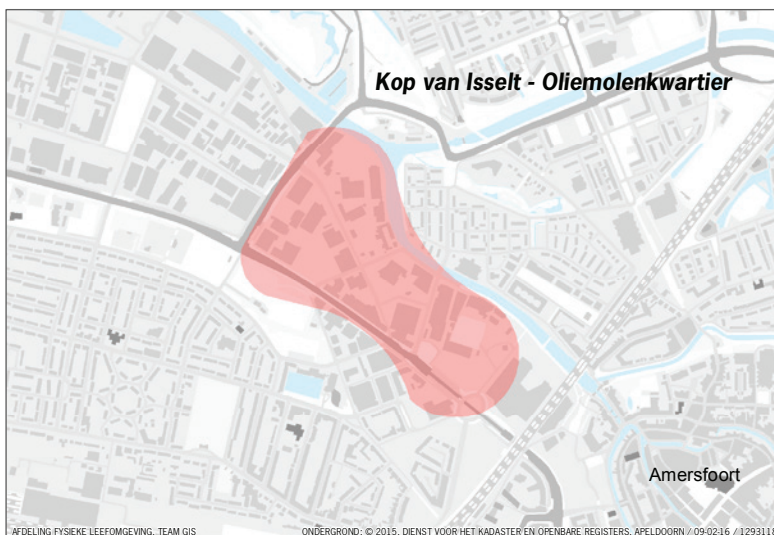 Kop van Isselt - Oliemolenkwartier
Amersfoort
AFDELING FYSIEKE LEEFOMGEVING, TEAM GIS
ONDERGROND: © 2015, DIENST VOOR HET KADASTER EN OPENBARE REGISTERS, APELDOORN / 09-02-16 / 1293118